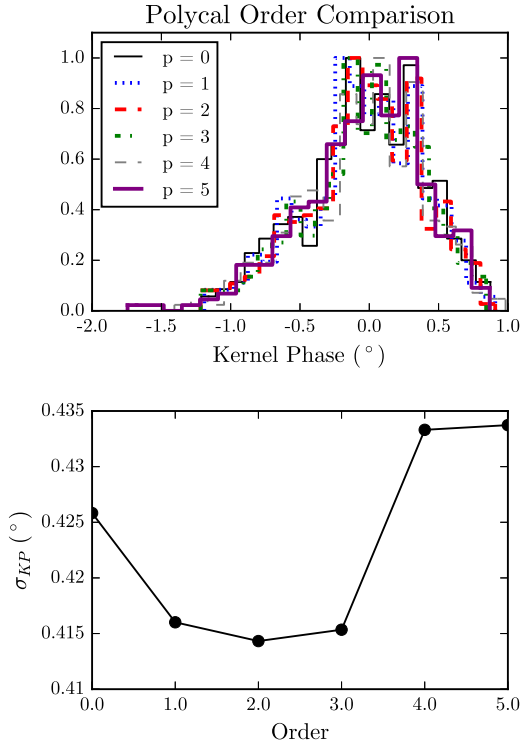 Polycal Order Comparison
1.0
0.8
0.6
0.4
0.2
0.0
p = 0
p = 1
p = 2
p = 3
p = 4
p = 5
-2.0 -1.5 -1.0 -0.5 0.0 0.5 1.0
Kernel Phase (°)
0.435
0.43
0.425
0.42
0.415
0.41
σ_KP (°)
0.0 1.0 2.0 3.0 4.0 5.0
Order